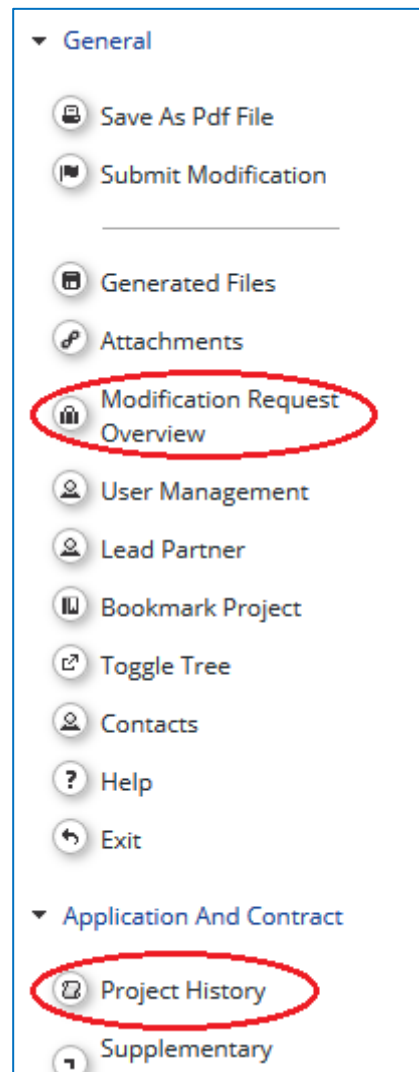 General
Save As Pdf File
Submit Modification
Generated Files
Attachments
Modification Request
Overview
User Management
Lead Partner
Bookmark Project
Toggle Tree
Contacts
? Help
Exit
Application And Contract
Project History
Supplementary